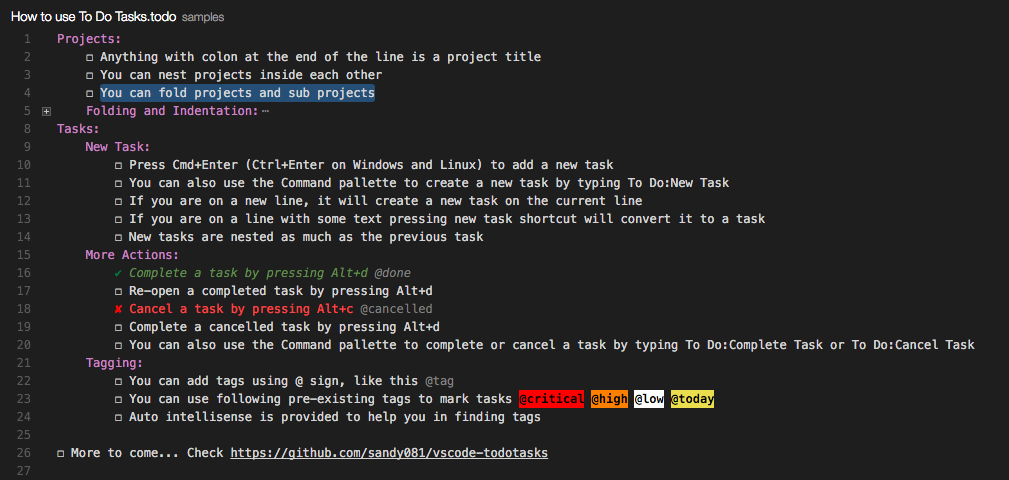 How to use To Do Tasks.todo samples
1 Projects:
2 ☐ Anything with colon at the end of the line is a project title
3 ☐ You can nest projects inside each other
4 ☐ You can fold projects and sub projects
5 Folding and Indentation:⋯
8 Tasks:
9 New Task:
10 ☐ Press Cmd+Enter (Ctrl+Enter on Windows and Linux) to add a new task
11 ☐ You can also use the Command pallette to create a new task by typing To Do:New Task
12 ☐ If you are on a new line, it will create a new task on the current line
13 ☐ If you are on a line with some text pressing new task shortcut will convert it to a task
14 ☐ New tasks are nested as much as the previous task
15 More Actions:
16 ✔ Complete a task by pressing Alt+d @done
17 ☐ Re-open a completed task by pressing Alt+d
18 ✘ Cancel a task by pressing Alt+c @cancelled
19 ☐ Complete a cancelled task by pressing Alt+d
20 ☐ You can also use the Command pallette to complete or cancel a task by typing To Do:Complete Task or To Do:Cancel Task
21 Tagging:
22 ☐ You can add tags using @ sign, like this @tag
23 ☐ You can use following pre-existing tags to mark tasks @critical @high @low @today
24 ☐ Auto intellisense is provided to help you in finding tags
25
26 ☐ More to come... Check https://github.com/sandy081/vscode-todotasks
27